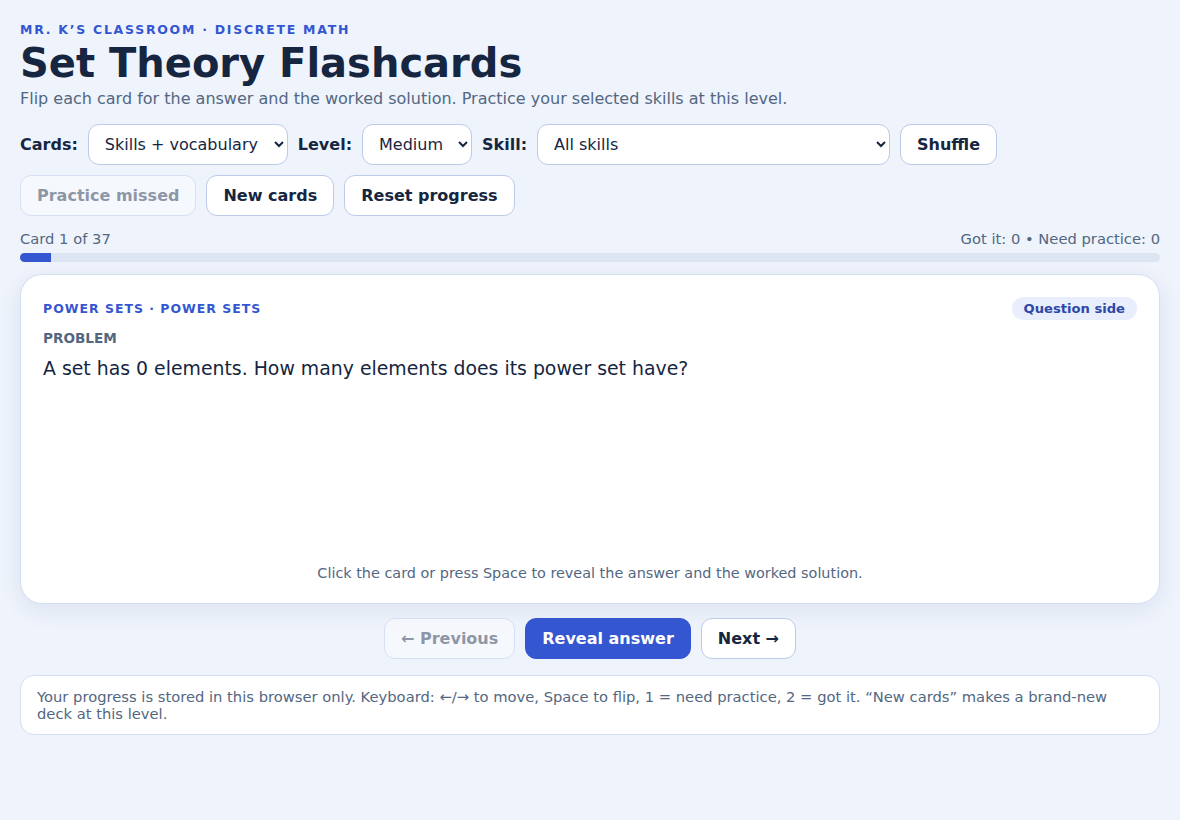 MR. K’S CLASSROOM · DISCRETE MATH
Set Theory Flashcards
Flip each card for the answer and the worked solution. Practice your selected skills at this level.
Cards: Skills + vocabulary Level: Medium Skill: All skills Shuffle
Practice missed New cards Reset progress
Card 1 of 37 Got it: 0 • Need practice: 0
POWER SETS · POWER SETS Question side
PROBLEM
A set has 0 elements. How many elements does its power set have?
Click the card or press Space to reveal the answer and the worked solution.
← Previous Reveal answer Next →
Your progress is stored in this browser only. Keyboard: ←/→ to move, Space to flip, 1 = need practice, 2 = got it. “New cards” makes a brand-new
deck at this level.